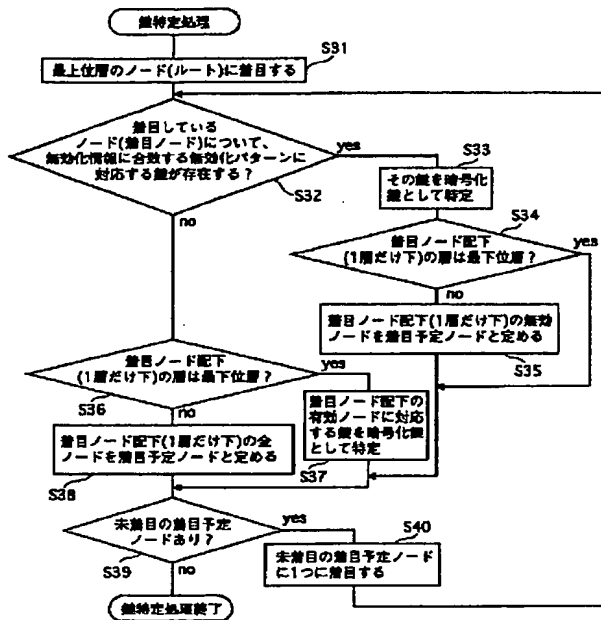 鍵特定処理
S31
最上位層のノード(ルート)に着目する
着目している
ノード(着目ノード)について、
無効化情報に合致する無効化パターンに
対応する鍵が存在する?
yes
S32
no
S33
その鍵を暗号化
鍵として特定
S34
着目ノード配下
(1層だけ下)の層は最下位層?
yes
no
着目ノード配下(1層だけ下)の無効
ノードを着目予定ノードと定める
S35
着目ノード配下
(1層だけ下)の層は最下位層?
yes
S36
no
着目ノード配下の
有効ノードに対応
する鍵を暗号化鍵
として特定
S37
着目ノード配下(1層だけ下)の全
ノードを着目予定ノードと定める
S38
未着目の着目予定
ノードあり?
yes
S39
no
S40
未着目の着目予定ノード
に1つに着目する
鍵特定処理終了